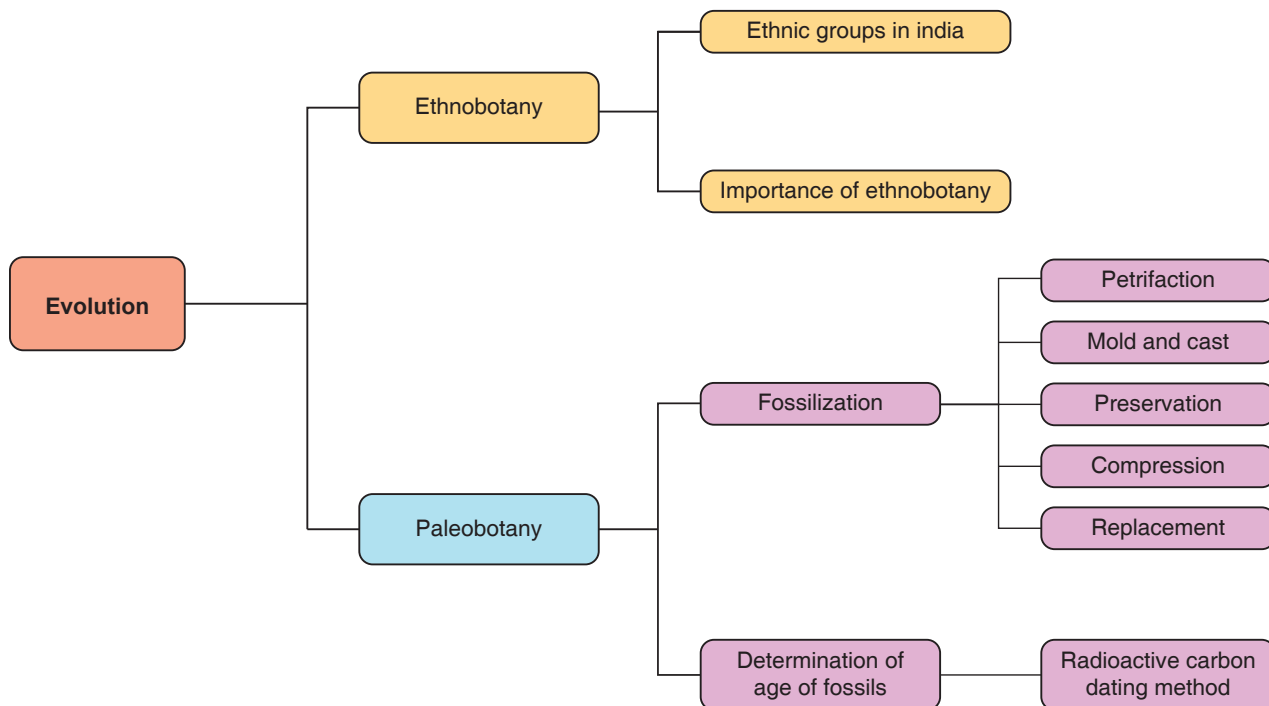 Evolution
Ethnobotany
Ethnic groups in india
Importance of ethnobotany
Paleobotany
Fossilization
Petrifaction
Mold and cast
Preservation
Compression
Replacement
Determination of
age of fossils
Radioactive carbon
dating method